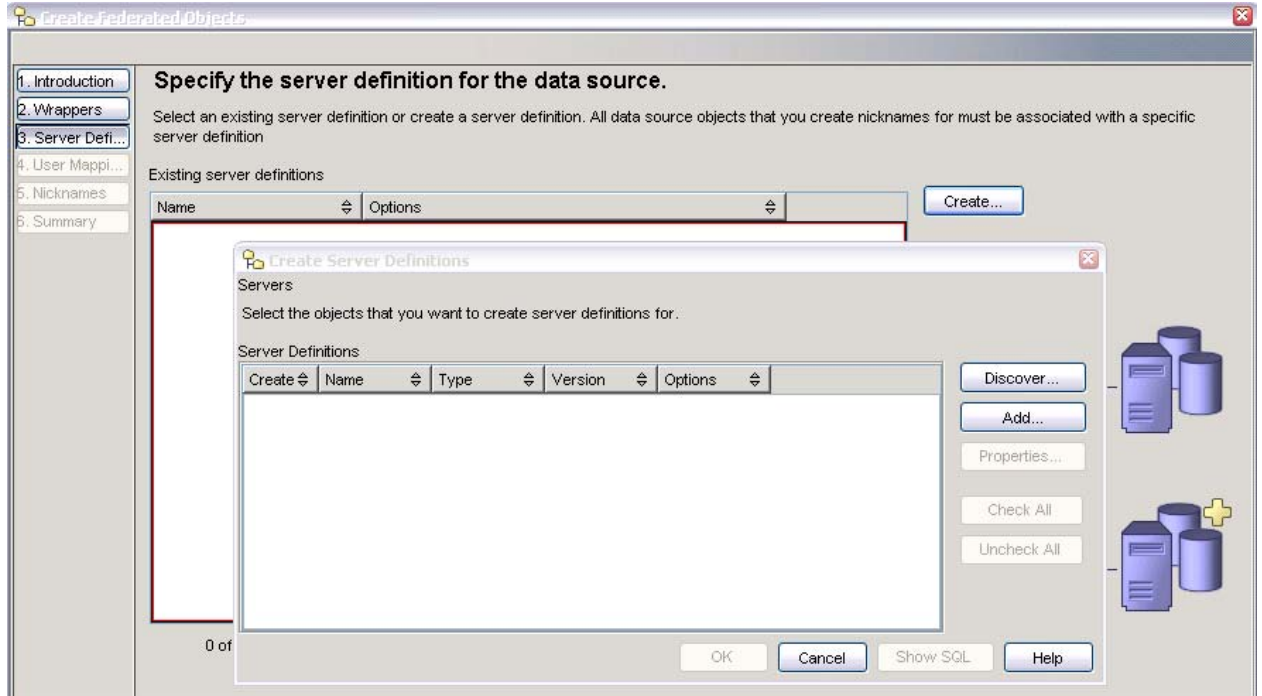 Create Federated Objects
1. Introduction
2. Wrappers
3. Server Defi...
4. User Mappi...
5. Nicknames
6. Summary
Specify the server definition for the data source.
Select an existing server definition or create a server definition. All data source objects that you create nicknames for must be associated with a specific
server definition
Existing server definitions
Name Options
Create...
Create Server Definitions
Servers
Select the objects that you want to create server definitions for.
Server Definitions
Create Name Type Version Options
Discover...
Add...
Properties...
Check All
Uncheck All
0 of
OK Cancel Show SQL Help